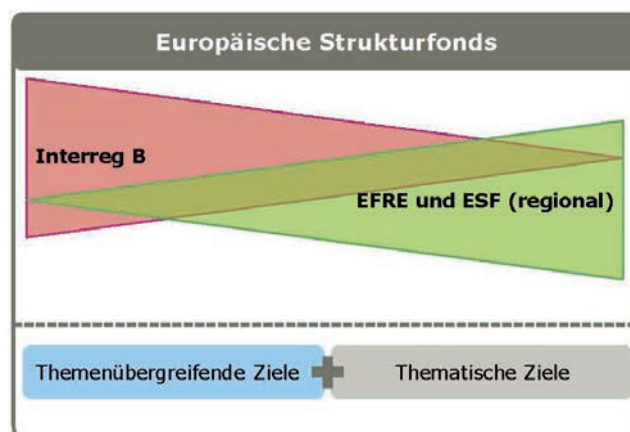 Europäische Strukturfonds
Interreg B
EFRE und ESF (regional)
Themenübergreifende Ziele + Thematische Ziele